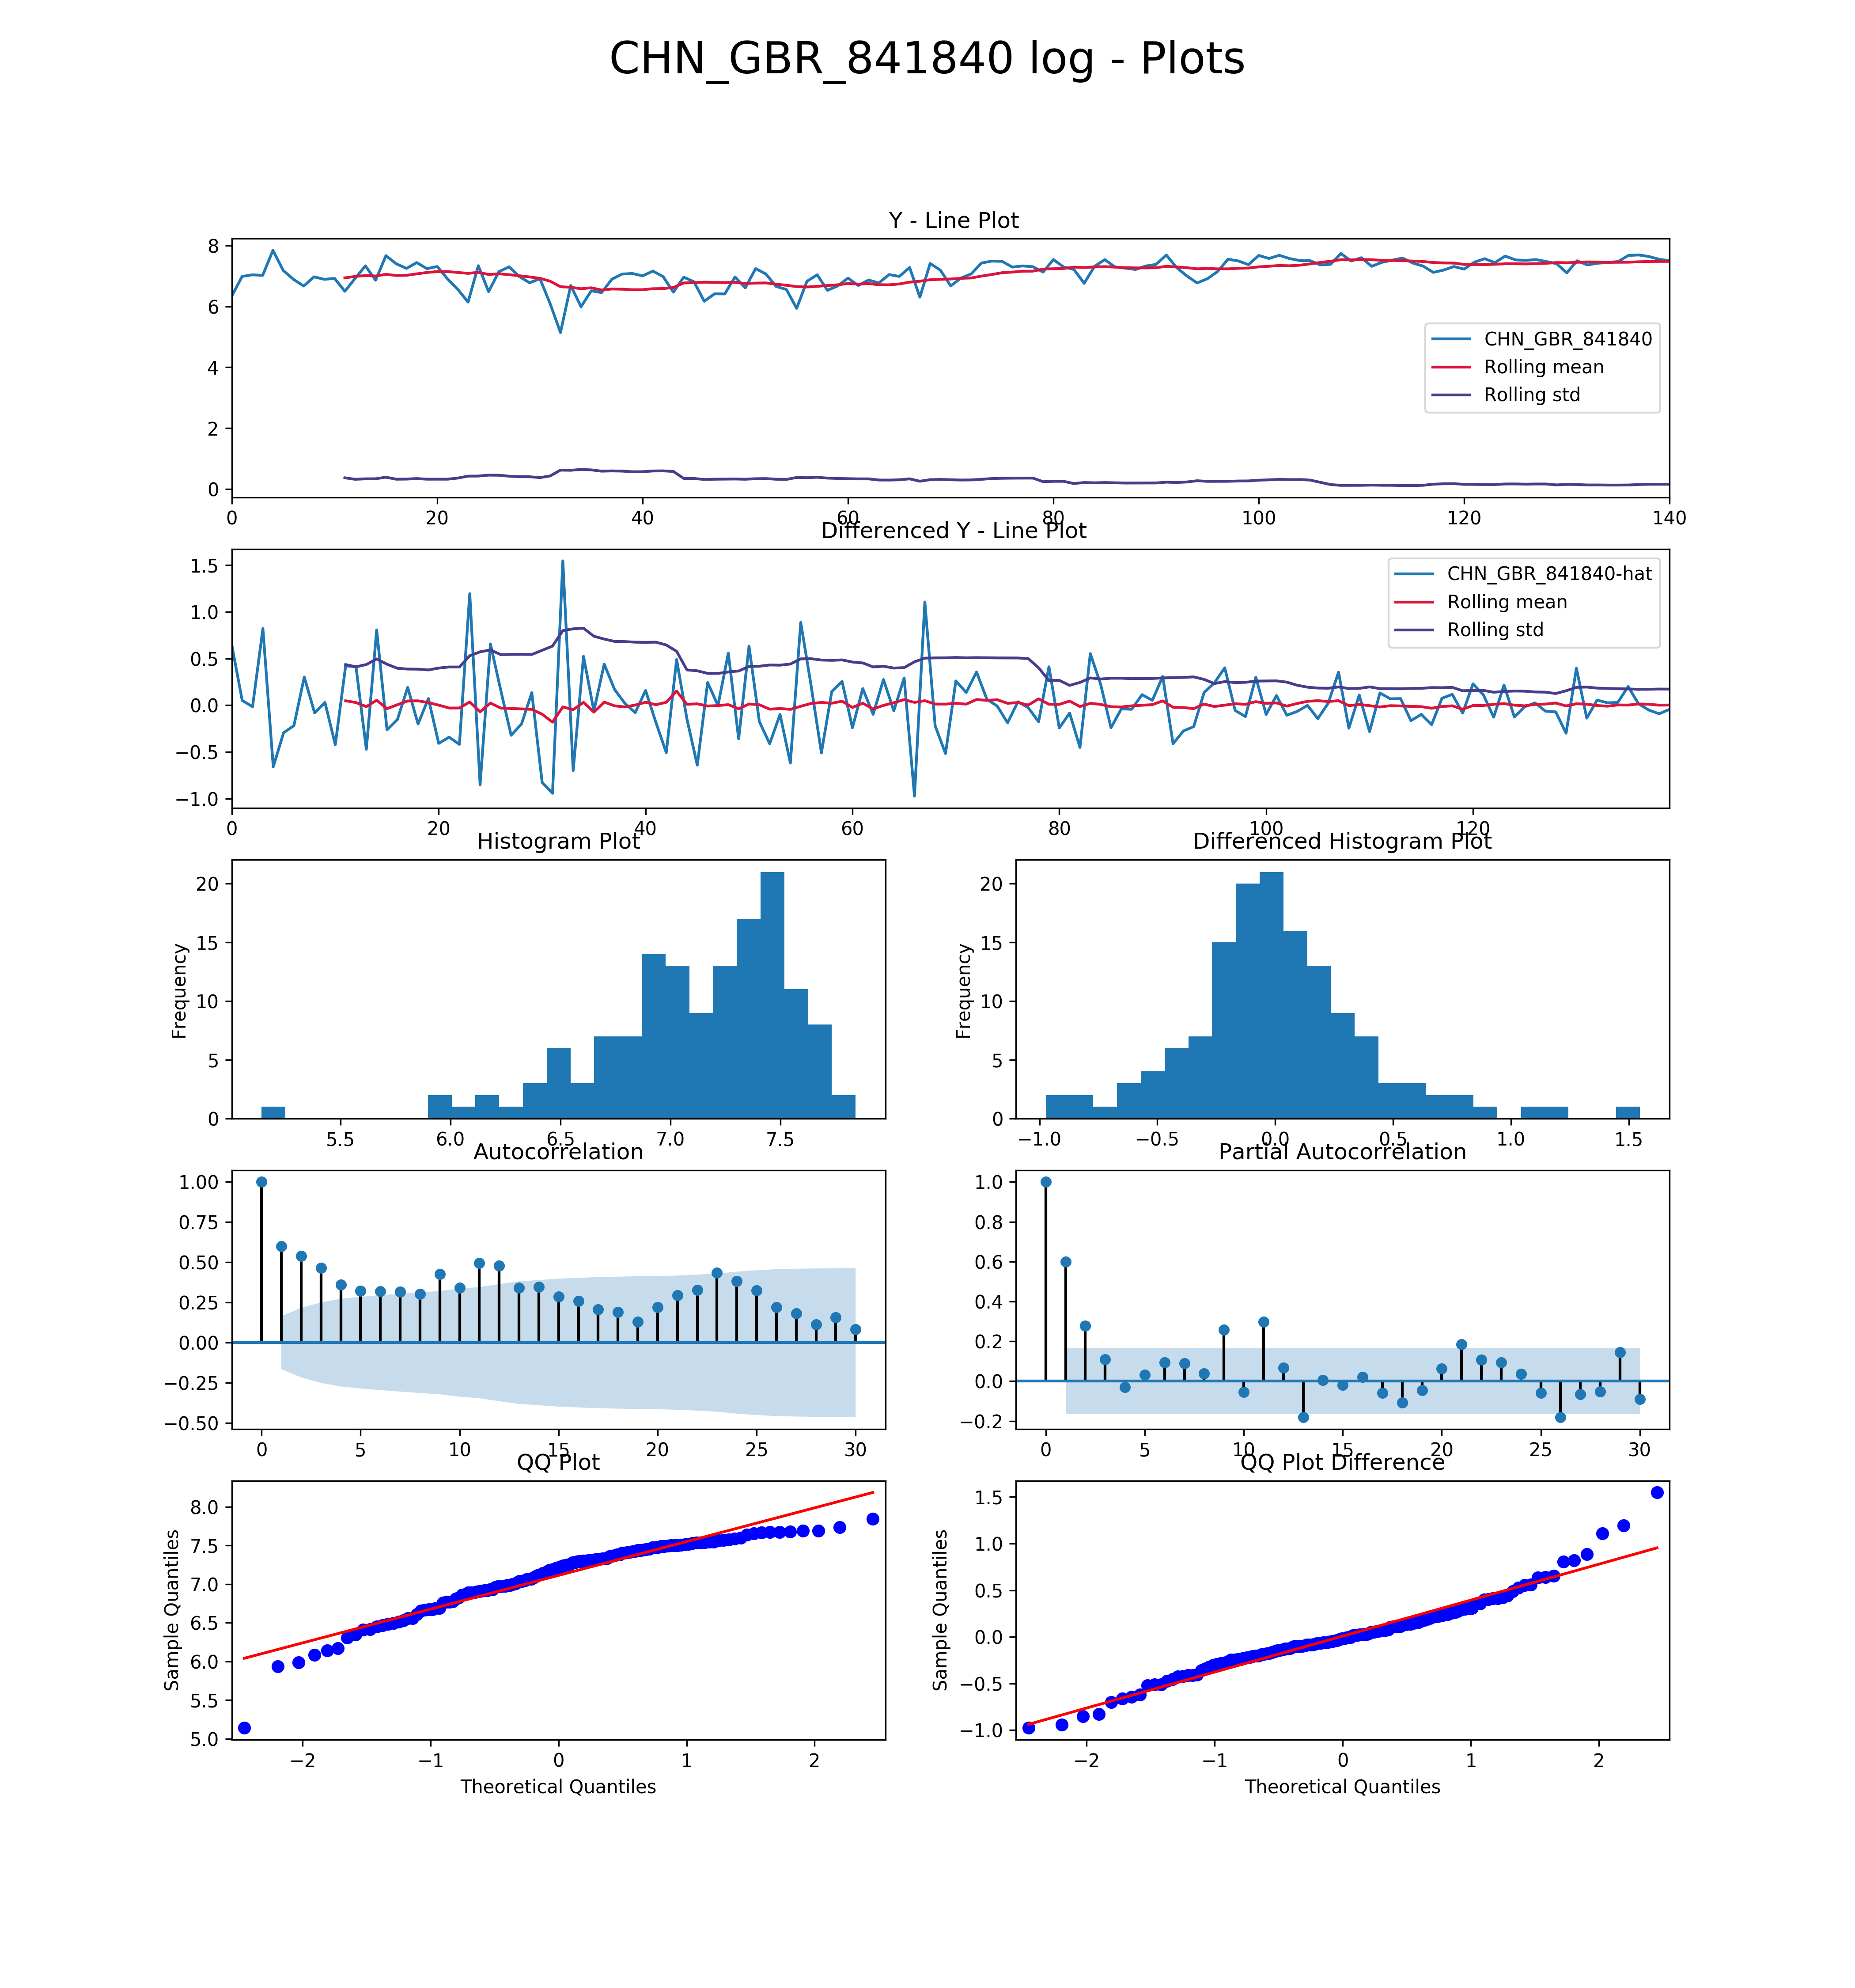 CHN_GBR_841840 log - Plots
Y - Line Plot
8
6
4
2
0
CHN_GBR_841840
Rolling mean
Rolling std
0 20 40 60 80 100 120 140
Differenced Y - Line Plot
1.5
1.0
0.5
0.0
−0.5
−1.0
CHN_GBR_841840-hat
Rolling mean
Rolling std
0 20 40 60 80 100 120
Histogram Plot
Frequency
20
15
10
5
0
5.5 6.0 6.5 7.0 7.5
Differenced Histogram Plot
Frequency
20
15
10
5
0
−1.0 −0.5 0.0 0.5 1.0 1.5
Autocorrelation
1.00
0.75
0.50
0.25
0.00
−0.25
−0.50
0 5 10 15 20 25 30
Partial Autocorrelation
1.0
0.8
0.6
0.4
0.2
0.0
−0.2
0 5 10 15 20 25 30
QQ Plot
Sample Quantiles
8.0
7.5
7.0
6.5
6.0
5.5
5.0
−2 −1 0 1 2
Theoretical Quantiles
QQ Plot Difference
Sample Quantiles
1.5
1.0
0.5
0.0
−0.5
−1.0
−2 −1 0 1 2
Theoretical Quantiles